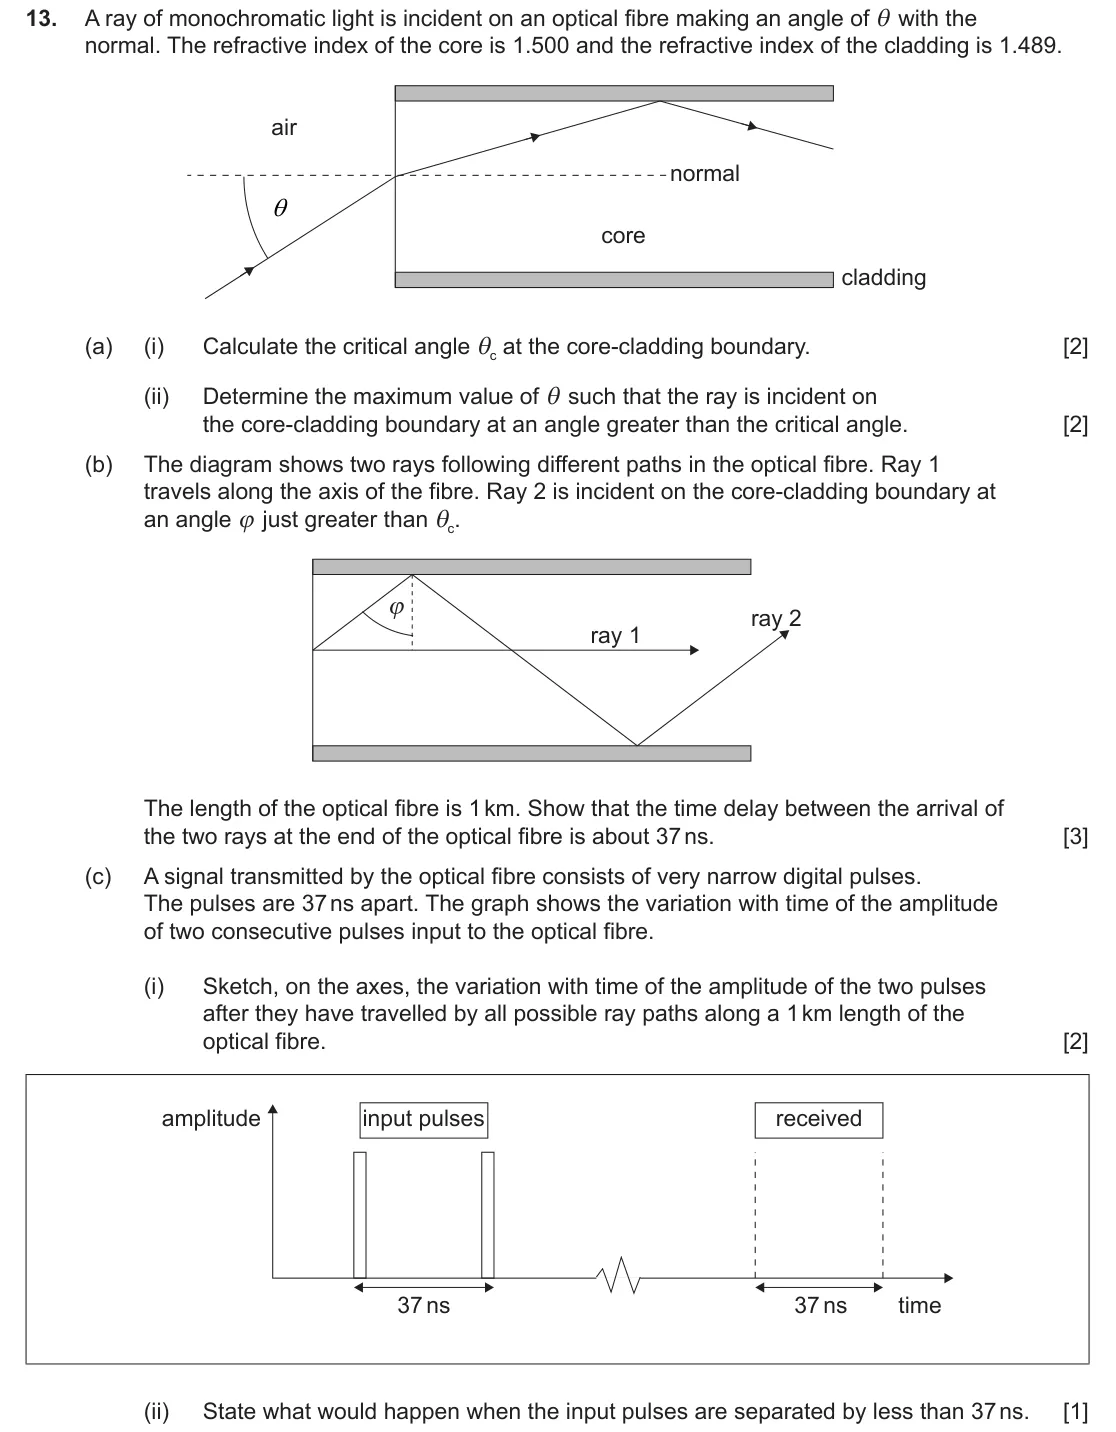 13. A ray of monochromatic light is incident on an optical fibre making an angle of θ with the
normal. The refractive index of the core is 1.500 and the refractive index of the cladding is 1.489.
air
normal
θ
core
cladding
(a) (i) Calculate the critical angle θc at the core-cladding boundary. [2]
(ii) Determine the maximum value of θ such that the ray is incident on
the core-cladding boundary at an angle greater than the critical angle. [2]
(b) The diagram shows two rays following different paths in the optical fibre. Ray 1
travels along the axis of the fibre. Ray 2 is incident on the core-cladding boundary at
an angle φ just greater than θc.
φ
ray 1
ray 2
The length of the optical fibre is 1 km. Show that the time delay between the arrival of
the two rays at the end of the optical fibre is about 37 ns. [3]
(c) A signal transmitted by the optical fibre consists of very narrow digital pulses.
The pulses are 37 ns apart. The graph shows the variation with time of the amplitude
of two consecutive pulses input to the optical fibre.
(i) Sketch, on the axes, the variation with time of the amplitude of the two pulses
after they have travelled by all possible ray paths along a 1 km length of the
optical fibre. [2]
amplitude
input pulses
received
37 ns
37 ns
time
(ii) State what would happen when the input pulses are separated by less than 37 ns. [1]